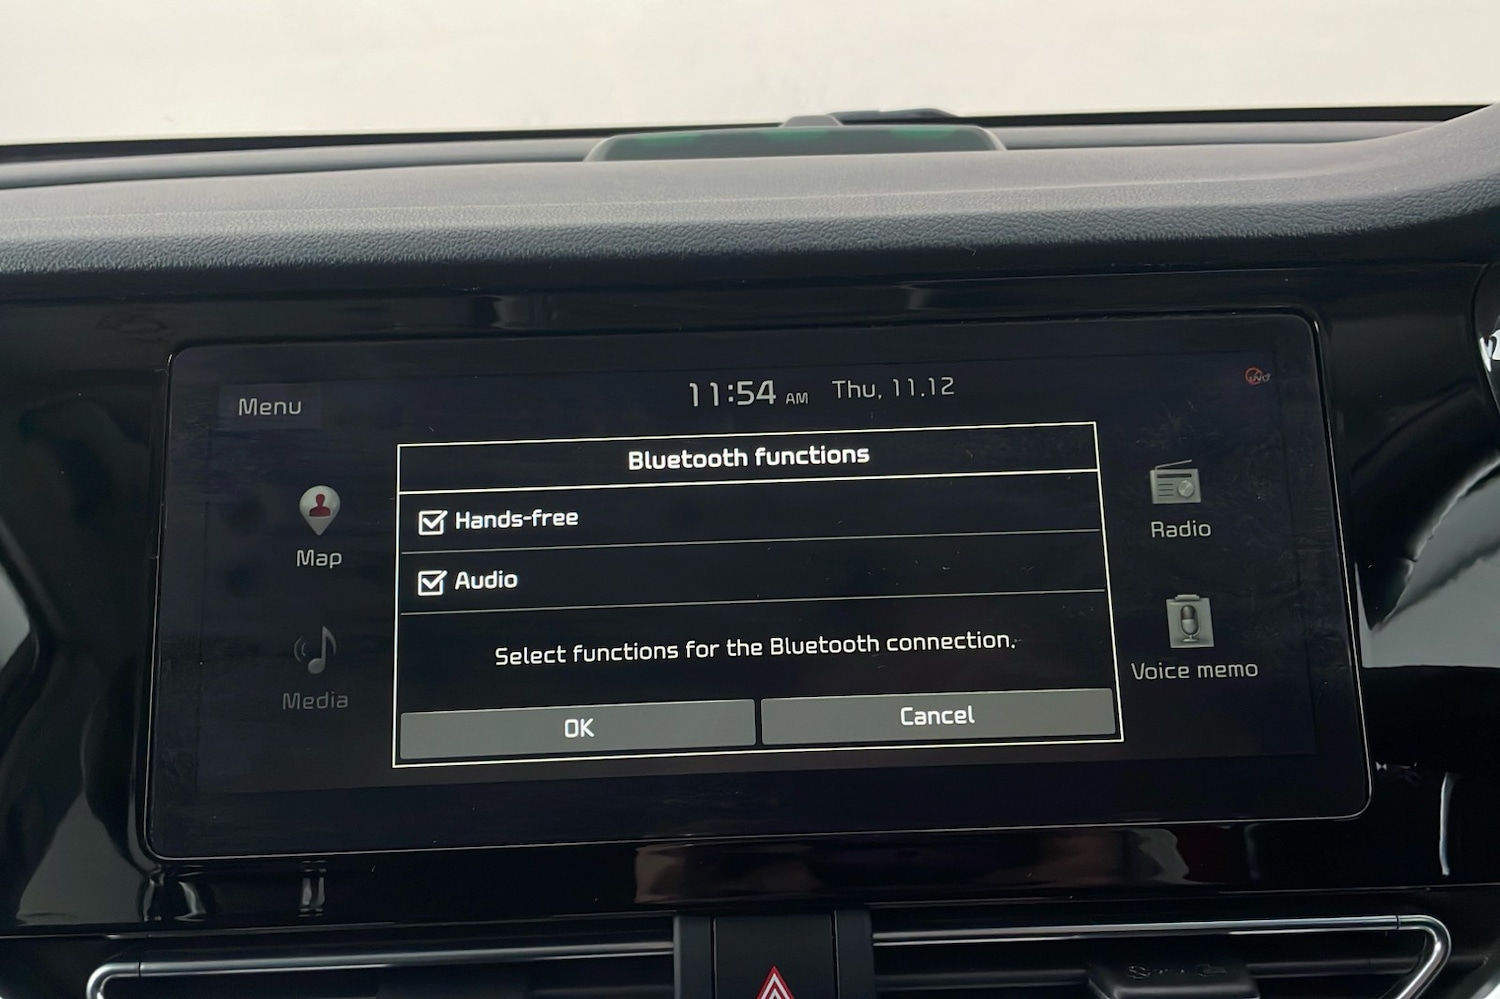 Menu
11:54 AM Thu, 11.12
UVO
Bluetooth functions
Hands-free
Audio
Select functions for the Bluetooth connection.
OK
Cancel
Map
Media
Radio
Voice memo